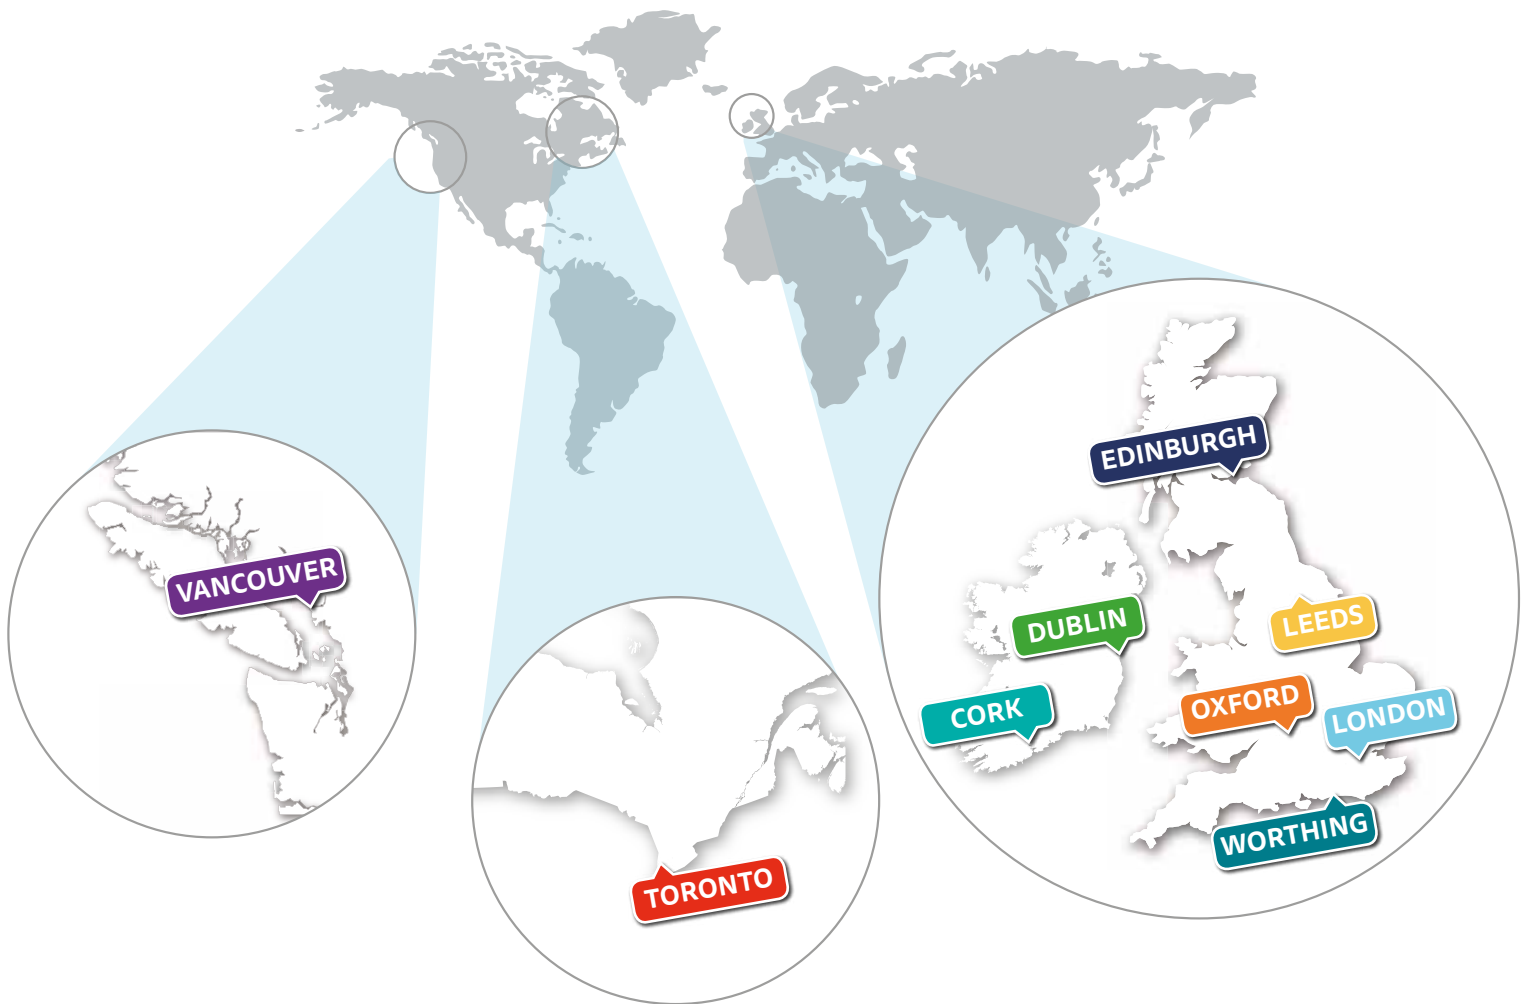 EDINBURGH
VANCOUVER
DUBLIN
LEEDS
CORK
OXFORD
LONDON
WORTHING
TORONTO